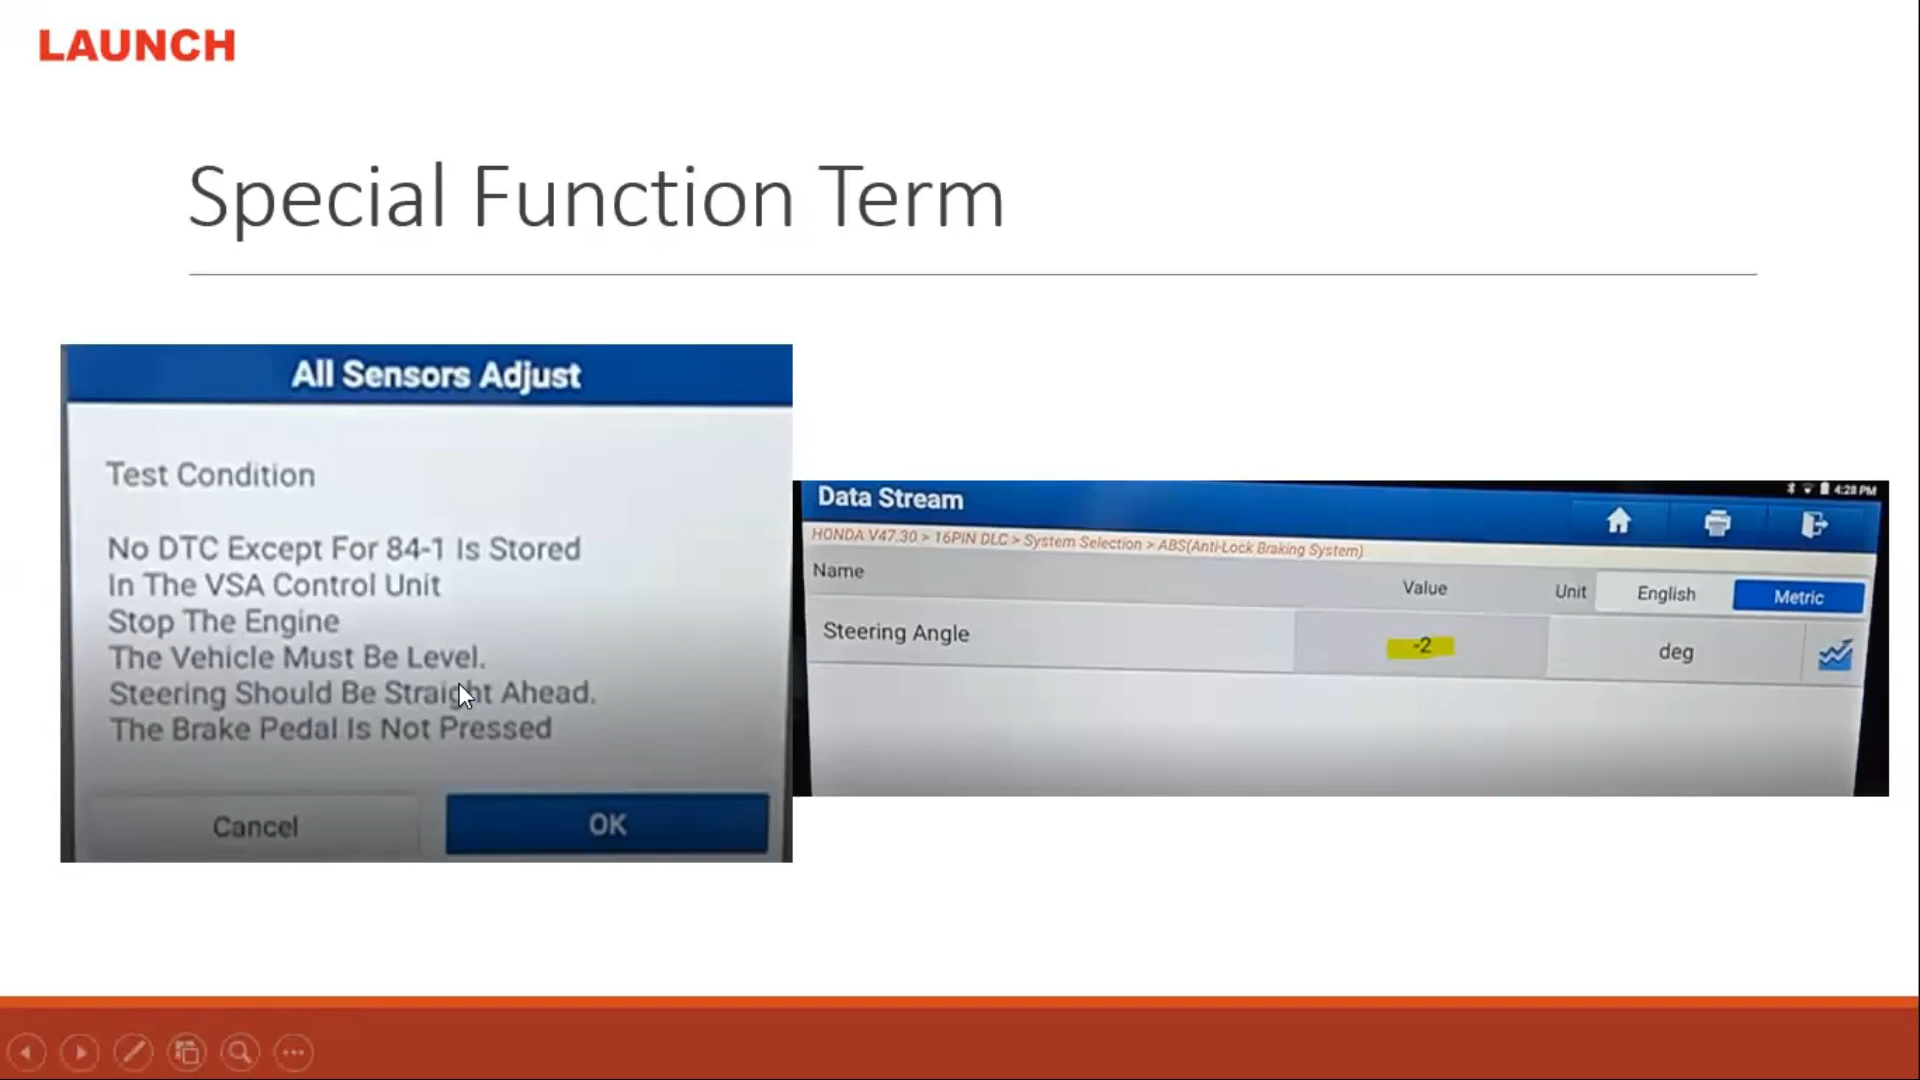 LAUNCH
Special Function Term
All Sensors Adjust
Test Condition
No DTC Except For 84-1 Is Stored
In The VSA Control Unit
Stop The Engine
The Vehicle Must Be Level.
Steering Should Be Straight Ahead.
The Brake Pedal Is Not Pressed
Cancel
OK
Data Stream
4:28 PM
HONDA V47.30 > 16PIN DLC > System Selection > ABS(Anti-Lock Braking System)
Name
Value
Unit
English
Metric
Steering Angle
-2
deg